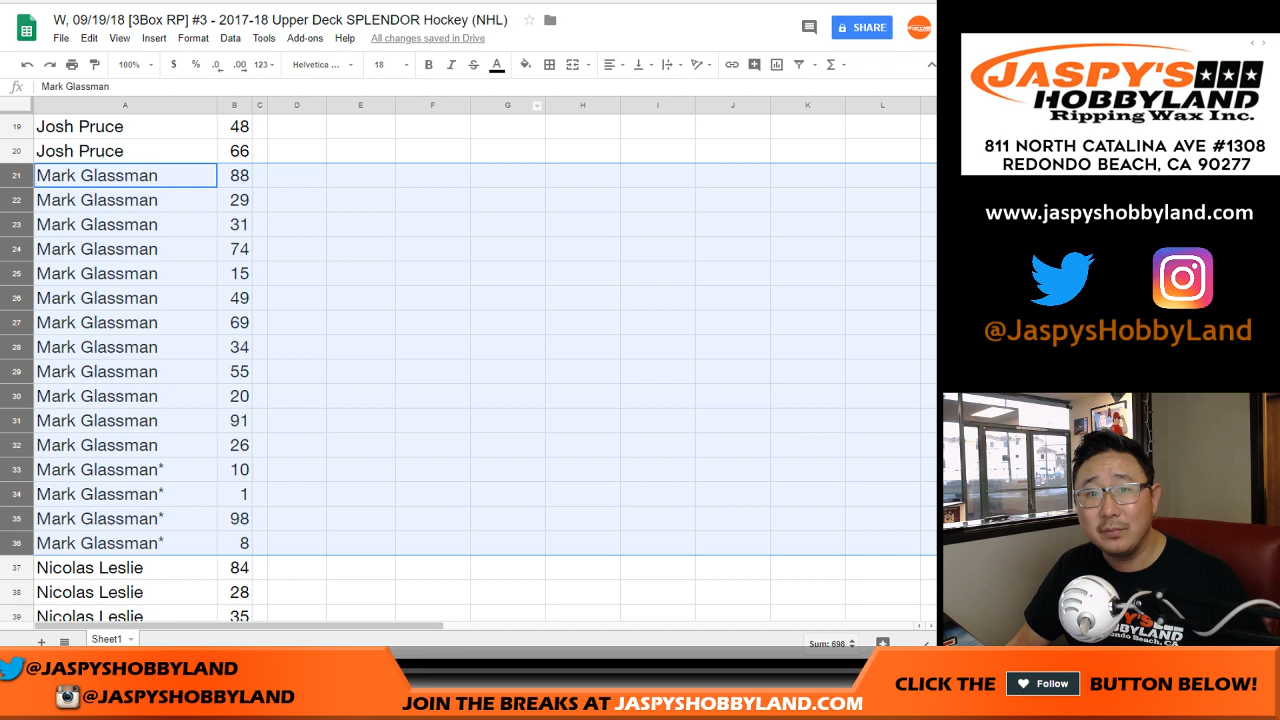 W, 09/19/18 [3Box RP] #3 - 2017-18 Upper Deck SPLENDOR Hockey (NHL)
File Edit View Insert Format Data Tools Add-ons Help All changes saved in Drive
SHARE
100% $ % .0 .00 123 Helvetica ... 18 B I S A
fx Mark Glassman
A B C D E F G H I J K L
19 Josh Pruce 48
20 Josh Pruce 66
21 Mark Glassman 88
22 Mark Glassman 29
23 Mark Glassman 31
24 Mark Glassman 74
25 Mark Glassman 15
26 Mark Glassman 49
27 Mark Glassman 69
28 Mark Glassman 34
29 Mark Glassman 55
30 Mark Glassman 20
31 Mark Glassman 91
32 Mark Glassman 26
33 Mark Glassman* 10
34 Mark Glassman* 1
35 Mark Glassman* 98
36 Mark Glassman* 8
37 Nicolas Leslie 84
38 Nicolas Leslie 28
39 Nicolas Leslie 35
Sheet1
Sum: 698
JASPY'S
HOBBYLAND
Ripping Wax Inc.
811 NORTH CATALINA AVE #1308
REDONDO BEACH, CA 90277
www.jaspyshobbyland.com
@JaspysHobbyLand
@JASPYSHOBBYLAND
@JASPYSHOBBYLAND
JOIN THE BREAKS AT JASPYSHOBBYLAND.COM
CLICK THE Follow BUTTON BELOW!